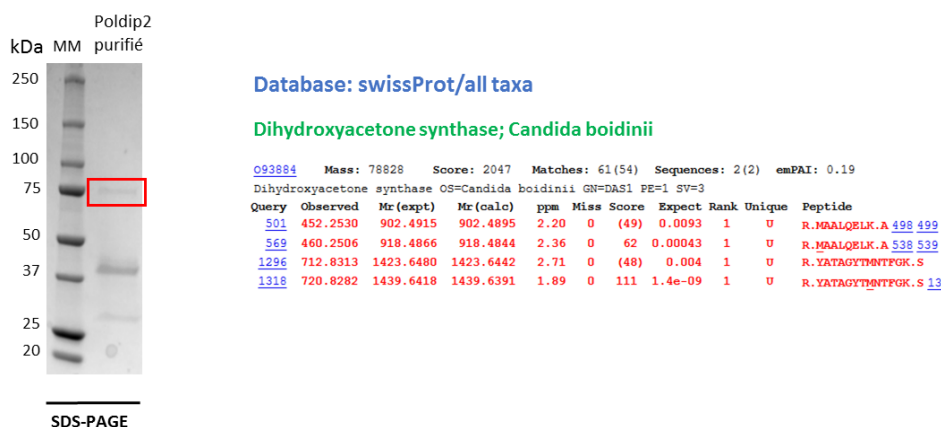 Poldip2
kDa MM purifié
250
150
100
75
50
37
25
20
SDS-PAGE
Database: swissProt/all taxa
Dihydroxyacetone synthase; Candida boidinii
O93884 Mass: 78828 Score: 2047 Matches: 61(54) Sequences: 2(2) emPAI: 0.19
Dihydroxyacetone synthase OS=Candida boidinii GN=DAS1 PE=1 SV=3
Query Observed Mr(expt) Mr(calc) ppm Miss Score Expect Rank Unique Peptide
501 452.2530 902.4915 902.4895 2.20 0 (49) 0.0093 1 U R.MAALQELK.A 498 499
569 460.2506 918.4866 918.4844 2.36 0 62 0.00043 1 U R.MAALQELK.A 538 539
1296 712.8313 1423.6480 1423.6442 2.71 0 (48) 0.004 1 U R.YATAGYTMNTFGK.S
1318 720.8282 1439.6418 1439.6391 1.89 0 111 1.4e-09 1 U R.YATAGYTMNTFGK.S 13